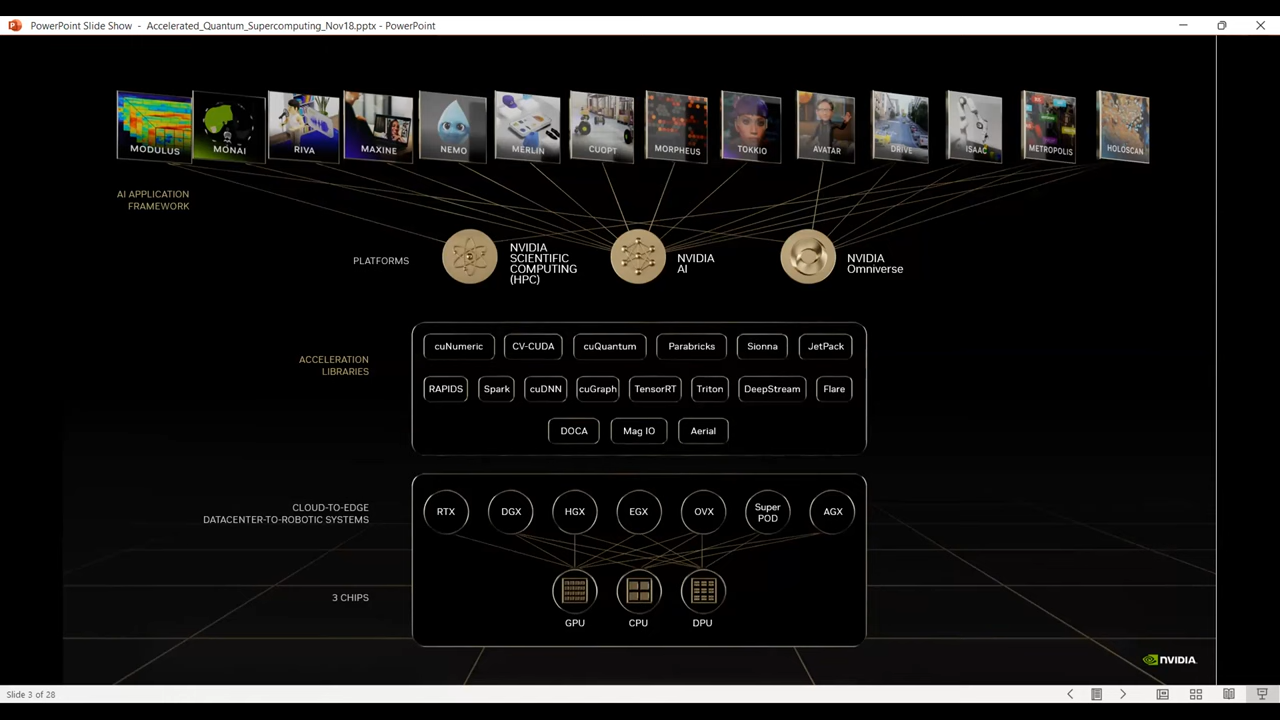 PowerPoint Slide Show - Accelerated_Quantum_Supercomputing_Nov18.pptx - PowerPoint
MODULUS
MONAI
RIVA
MAXINE
NEMO
MERLIN
CUOPT
MORPHEUS
TOKKIO
AVATAR
DRIVE
ISAAC
METROPOLIS
HOLOSCAN
AI APPLICATION
FRAMEWORK
PLATFORMS
NVIDIA
SCIENTIFIC
COMPUTING
(HPC)
NVIDIA
AI
NVIDIA
Omniverse
ACCELERATION
LIBRARIES
cuNumeric
CV-CUDA
cuQuantum
Parabricks
Sionna
JetPack
RAPIDS
Spark
cuDNN
cuGraph
TensorRT
Triton
DeepStream
Flare
DOCA
Mag IO
Aerial
CLOUD-TO-EDGE
DATACENTER-TO-ROBOTIC SYSTEMS
RTX
DGX
HGX
EGX
OVX
Super
POD
AGX
3 CHIPS
GPU
CPU
DPU
NVIDIA.
Slide 3 of 28